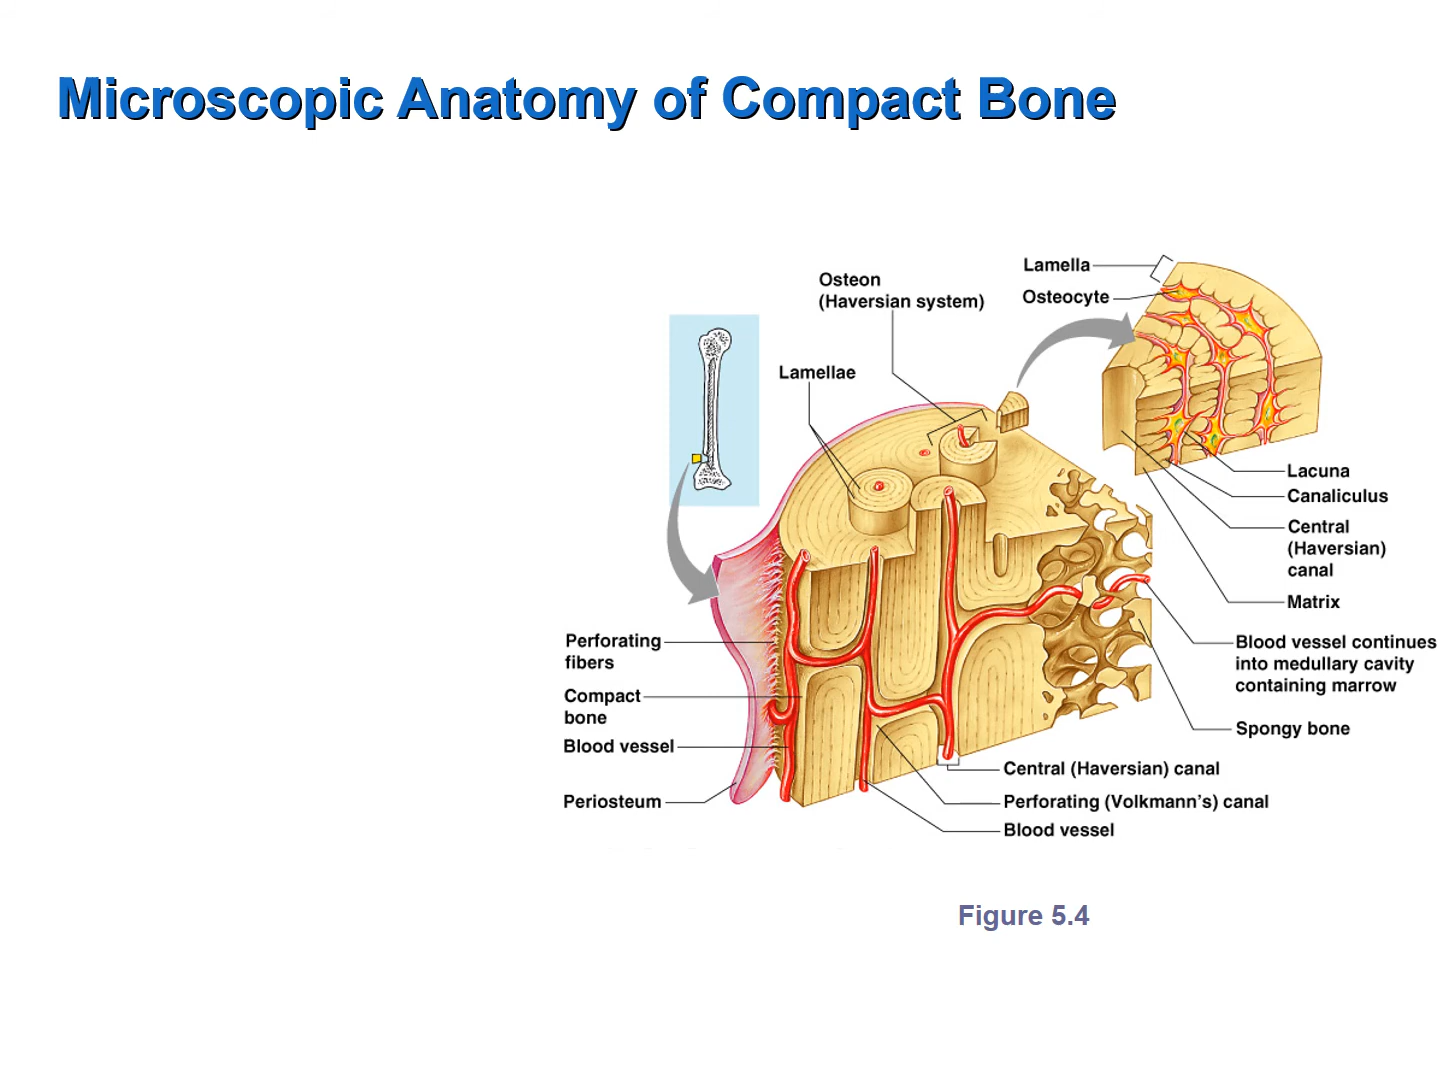 Microscopic Anatomy of Compact Bone
Lamella
Osteon
(Haversian system)
Osteocyte
Lamellae
Lacuna
Canaliculus
Central
(Haversian)
canal
Matrix
Perforating
fibers
Blood vessel continues
into medullary cavity
containing marrow
Compact
bone
Spongy bone
Blood vessel
Central (Haversian) canal
Periosteum
Perforating (Volkmann's) canal
Blood vessel
Figure 5.4